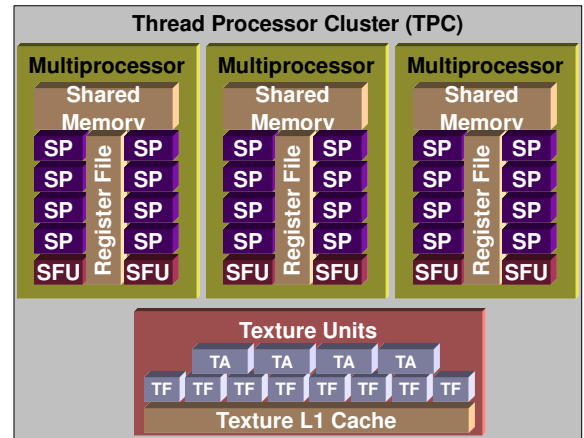 Thread Processor Cluster (TPC)
Multiprocessor Multiprocessor Multiprocessor
Shared Shared Shared
Memory Memory Memory
SP SP SP SP SP SP
SP SP SP SP SP SP
SP SP SP SP SP SP
SP SP SP SP SP SP
SFU SFU SFU SFU SFU SFU
Register File Register File Register File
Texture Units
TA TA TA TA
TF TF TF TF TF TF TF TF
Texture L1 Cache